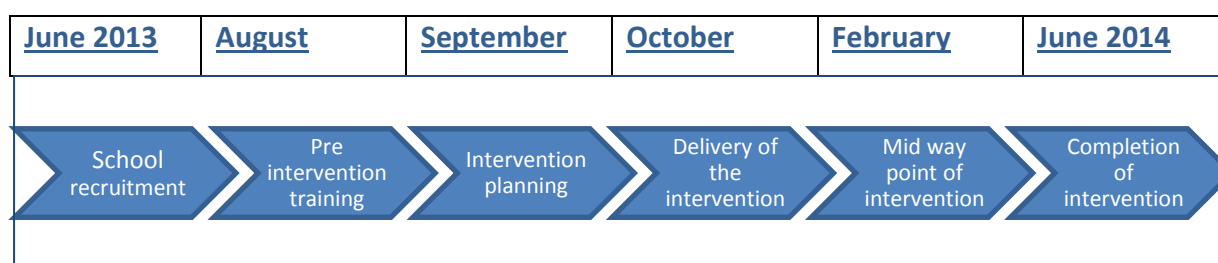 June 2013 August September October February June 2014
School
recruitment
Pre
intervention
training
Intervention
planning
Delivery of
the
intervention
Mid way
point of
intervention
Completion
of
intervention